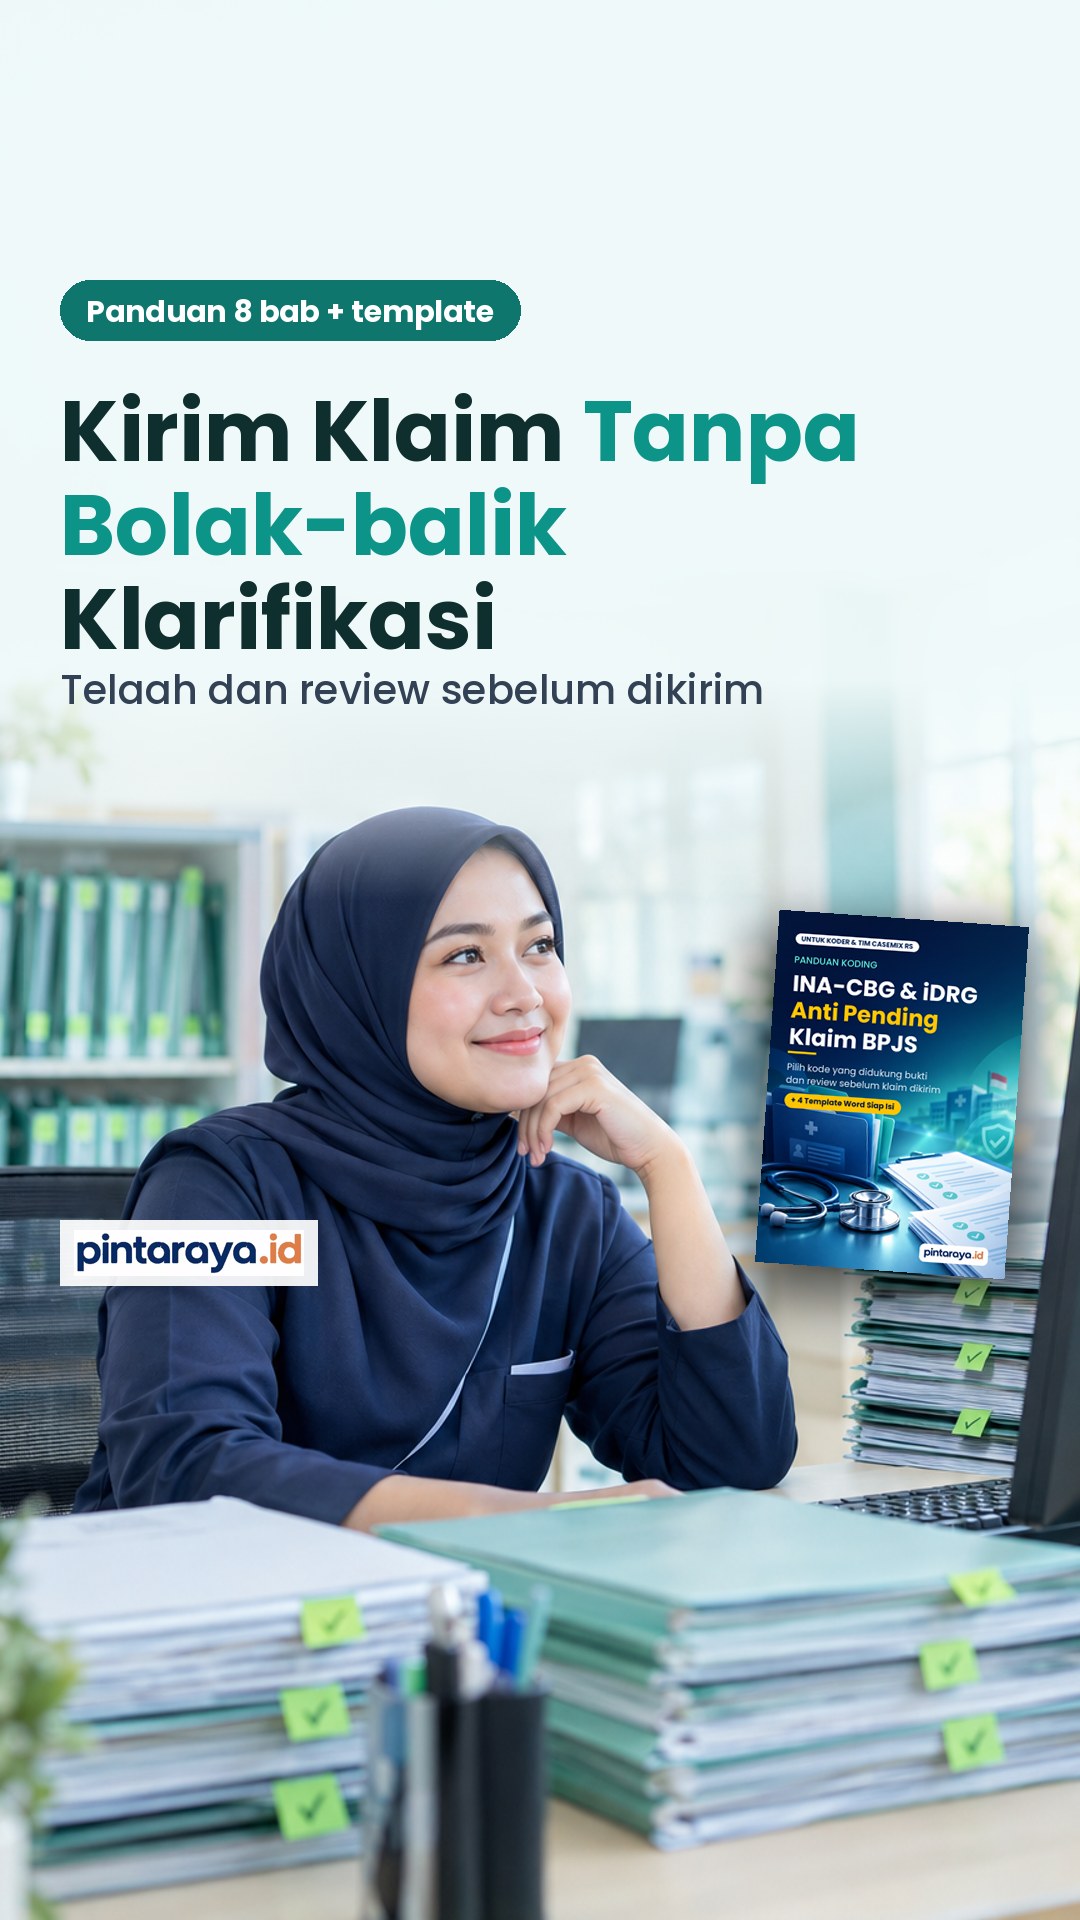 Panduan 8 bab + template
Kirim Klaim Tanpa
Bolak-balik
Klarifikasi
Telaah dan review sebelum dikirim
UNTUK KODER & TIM CASEMIX RS
PANDUAN KODING
INA-CBG & iDRG
Anti Pending
Klaim BPJS
Pilih kode yang didukung bukti
dan review sebelum klaim dikirim
+ 4 Template Word Siap Isi
pintaraya.id
pintaraya.id